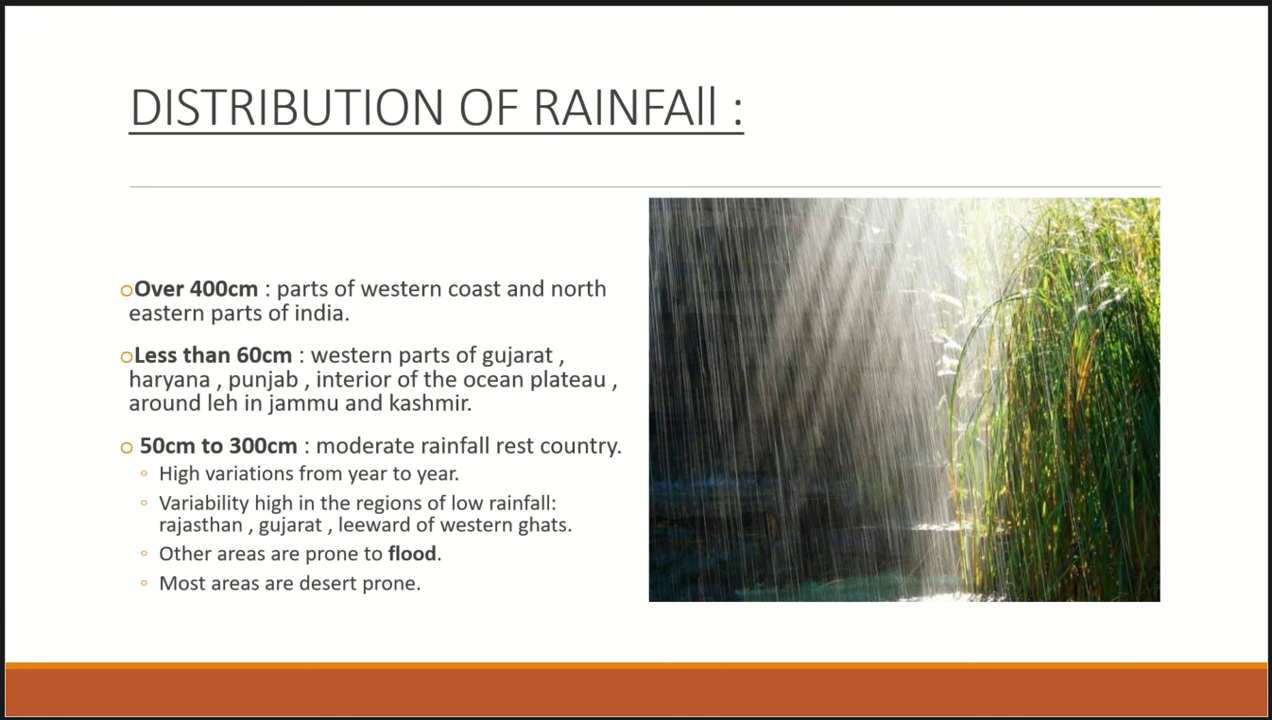 DISTRIBUTION OF RAINFAll :
Over 400cm : parts of western coast and north
eastern parts of india.
Less than 60cm : western parts of gujarat ,
haryana , punjab , interior of the ocean plateau ,
around leh in jammu and kashmir.
50cm to 300cm : moderate rainfall rest country.
High variations from year to year.
Variability high in the regions of low rainfall:
rajasthan , gujarat , leeward of western ghats.
Other areas are prone to flood.
Most areas are desert prone.